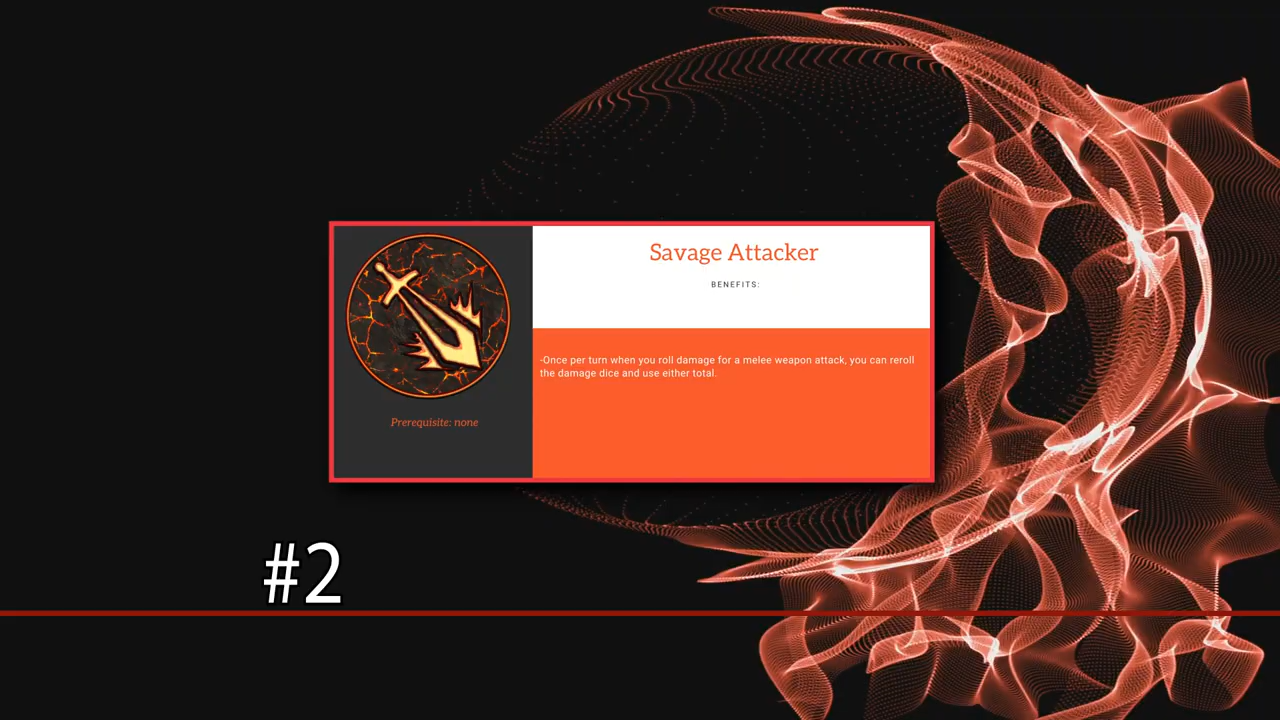 Savage Attacker
BENEFITS:
-Once per turn when you roll damage for a melee weapon attack, you can reroll
the damage dice and use either total.
Prerequisite: none
#2